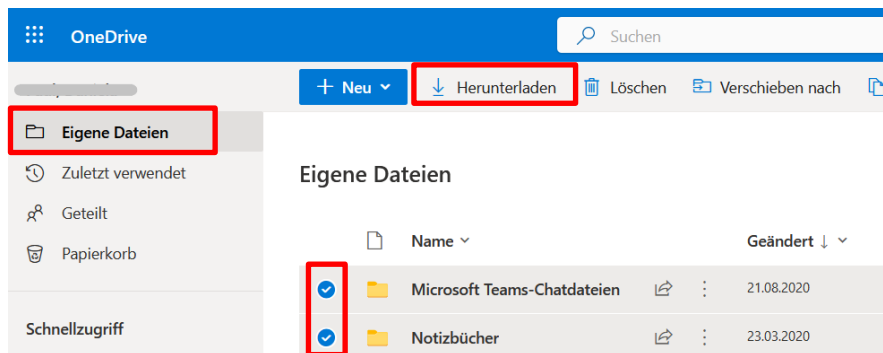 OneDrive
Suchen
Neu
Herunterladen
Löschen
Verschieben nach
Eigene Dateien
Zuletzt verwendet
Geteilt
Papierkorb
Schnellzugriff
Eigene Dateien
Name
Geändert ↓
Microsoft Teams-Chatdateien 21.08.2020
Notizbücher 23.03.2020